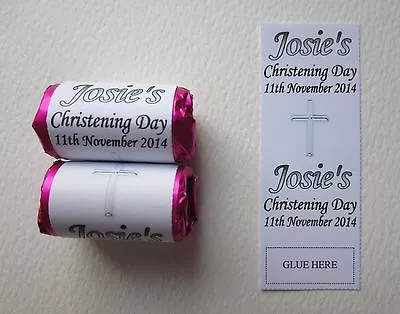 Josie's
Christening Day
11th November 2014
Josie's
Josie's
Christening Day
11th November 2014
Josie's
Christening Day
11th November 2014
GLUE HERE